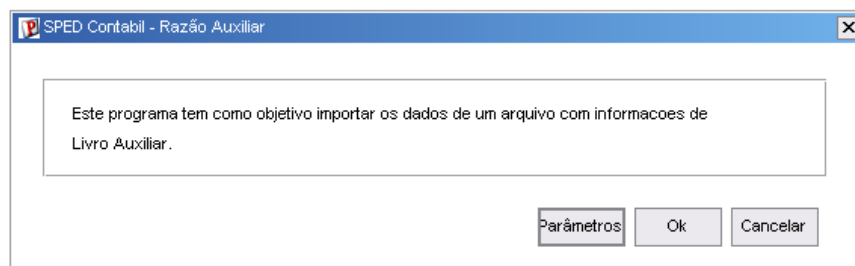 SPED Contabil - Razão Auxiliar
Este programa tem como objetivo importar os dados de um arquivo com informacoes de
Livro Auxiliar.
Parâmetros Ok Cancelar